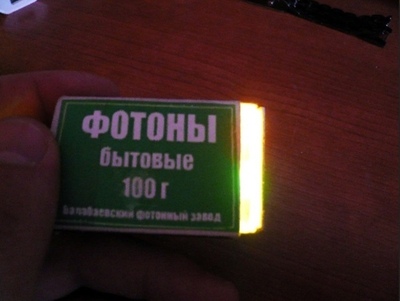 ФОТОНЫ
бытовые
100 г
Балабаевский фотонный завод